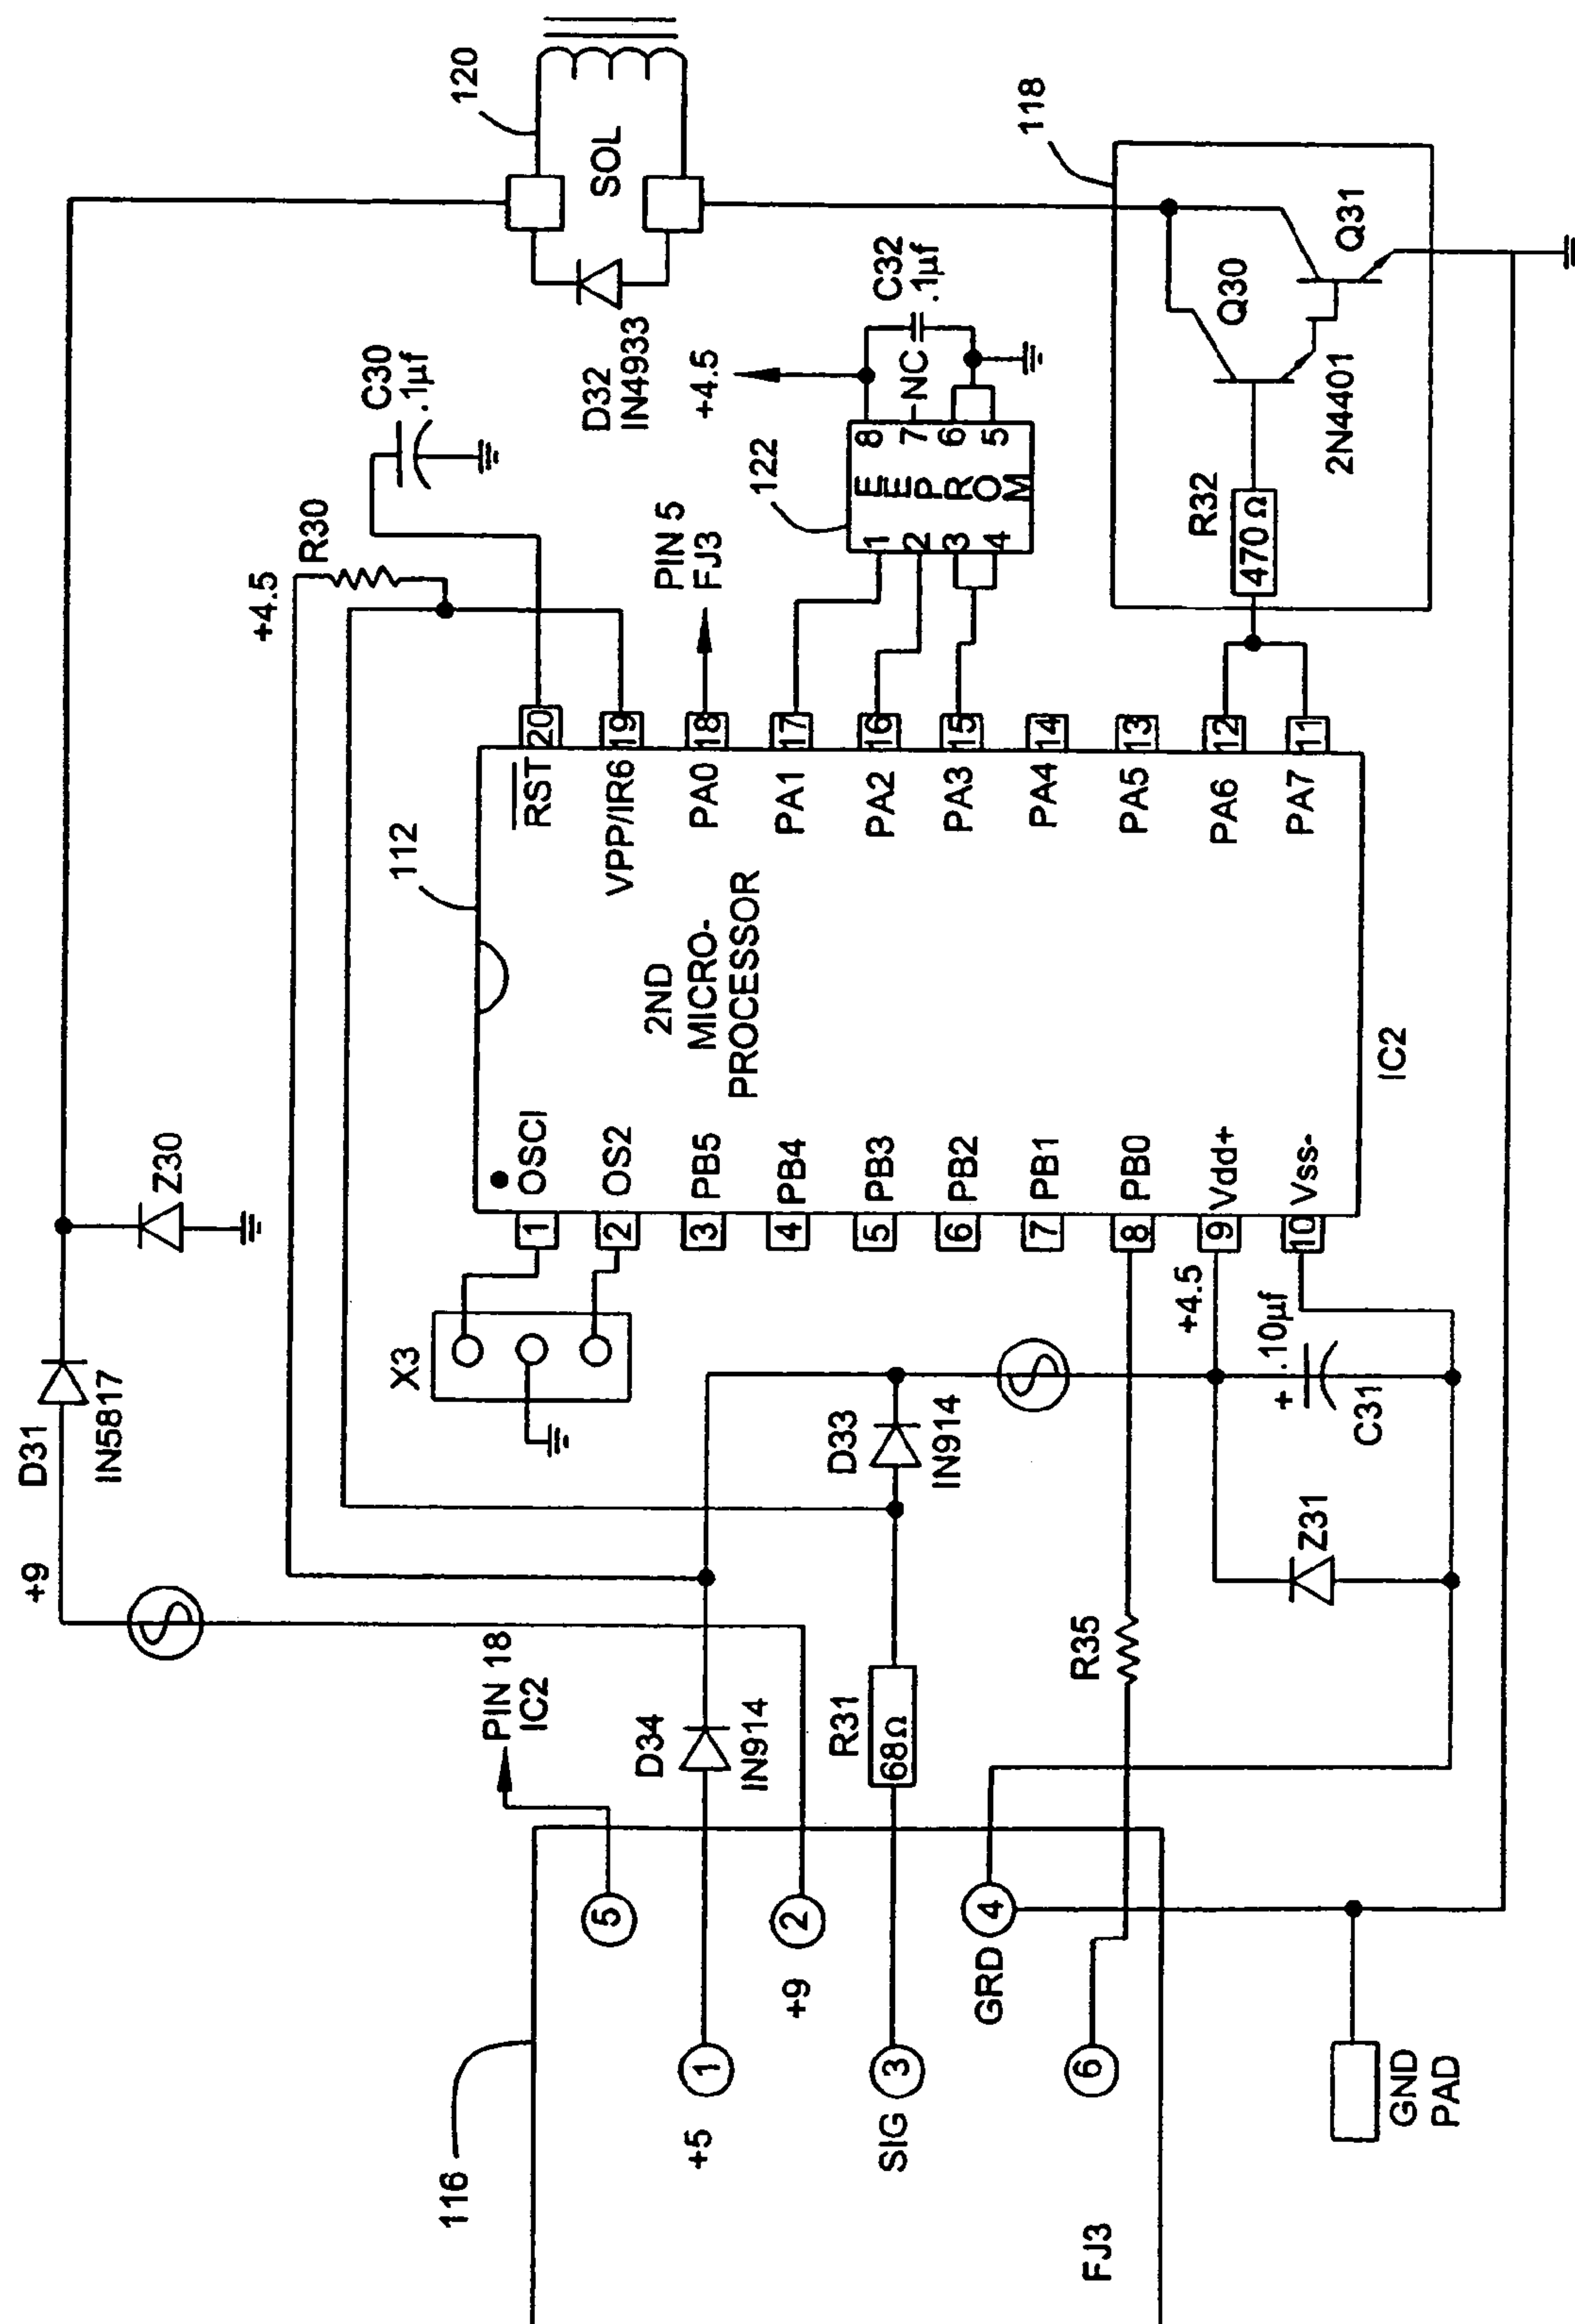 116
FJ3
+5
1
+9
2
SIG
3
GRD
4
5
6
GND
PAD
PIN 18
IC2
+9
D31
IN5817
Z30
D34
IN914
R31
68Ω
R35
D33
IN914
Z31
+4.5
+ .10µf
C31
X3
112
2ND
MICRO-
PROCESSOR
IC2
1 OSCI
2 OS2
3 PB5
4 PB4
5 PB3
6 PB2
7 PB1
8 PB0
9 Vdd+
10 Vss-
RST 20
VPP/IR6 19
PA0 18
PA1 17
PA2 16
PA3 15
PA4 14
PA5 13
PA6 12
PA7 11
+4.5
R30
C30
.1µf
PIN 5
FJ3
122
EEPROM
1
2
3
4
8
7
6
5
NC
+4.5
C32
.1µf
D32
IN4933
SOL
120
118
R32
470 Ω
Q30
2N4401
Q31